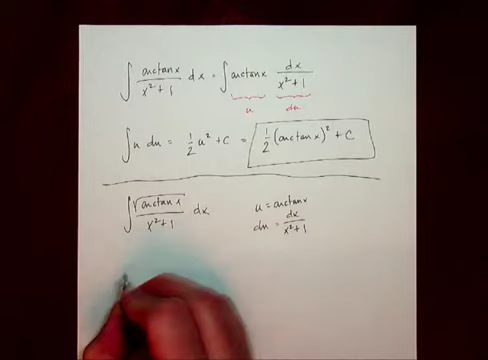 ∫ arctan x / x² + 1 dx = ∫ arctan x dx / x² + 1
u du
∫ u du = 1/2 u² + C = 1/2 (arctan x)² + C
∫ √arctan x / x² + 1 dx u = arctan x
du = dx / x² + 1